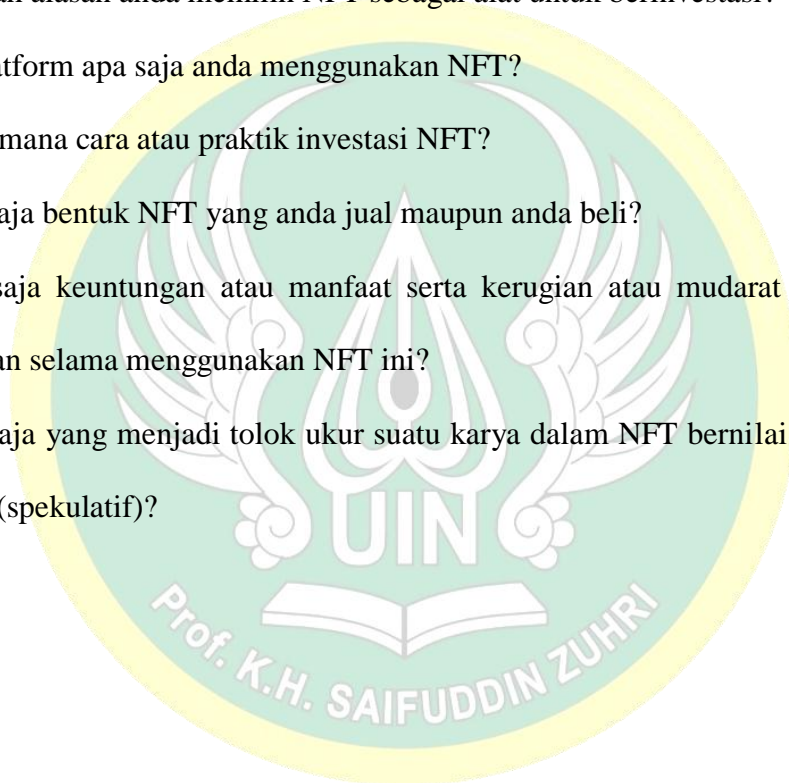 alasan anda memilih NFT sebagai alat untuk berinvestasi?
atform apa saja anda menggunakan NFT?
mana cara atau praktik investasi NFT?
aja bentuk NFT yang anda jual maupun anda beli?
saja keuntungan atau manfaat serta kerugian atau mudarat
an selama menggunakan NFT ini?
aja yang menjadi tolok ukur suatu karya dalam NFT bernilai
(spekulatif)?
UIN
Prof. K.H. SAIFUDDIN ZUHRI